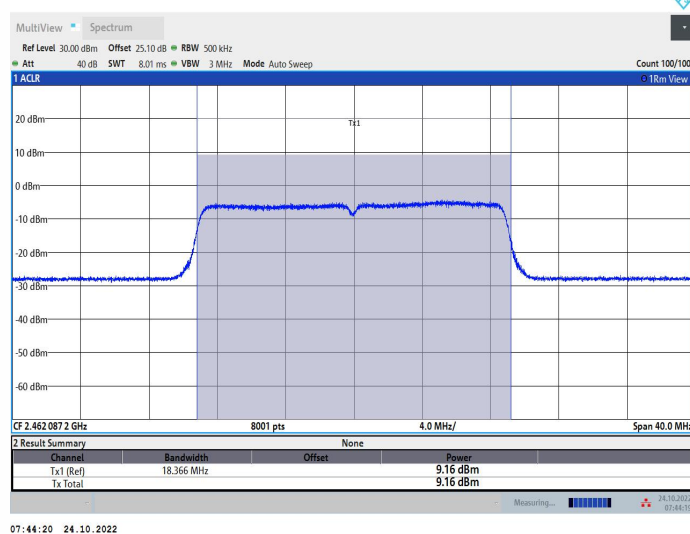 MultiView Spectrum
Ref Level 30.00 dBm Offset 25.10 dB RBW 500 kHz
Att 40 dB SWT 8.01 ms VBW 3 MHz Mode Auto Sweep Count 100/100
1 ACLR 1Rm View
Tx1
20 dBm
10 dBm
0 dBm
-10 dBm
-20 dBm
-30 dBm
-40 dBm
-50 dBm
-60 dBm
CF 2.462 087 2 GHz 8001 pts 4.0 MHz/ Span 40.0 MHz
2 Result Summary None
Channel Bandwidth Offset Power
Tx1 (Ref) 18.366 MHz 9.16 dBm
Tx Total 9.16 dBm
Measuring... 24.10.2022
07:44:19
07:44:20 24.10.2022